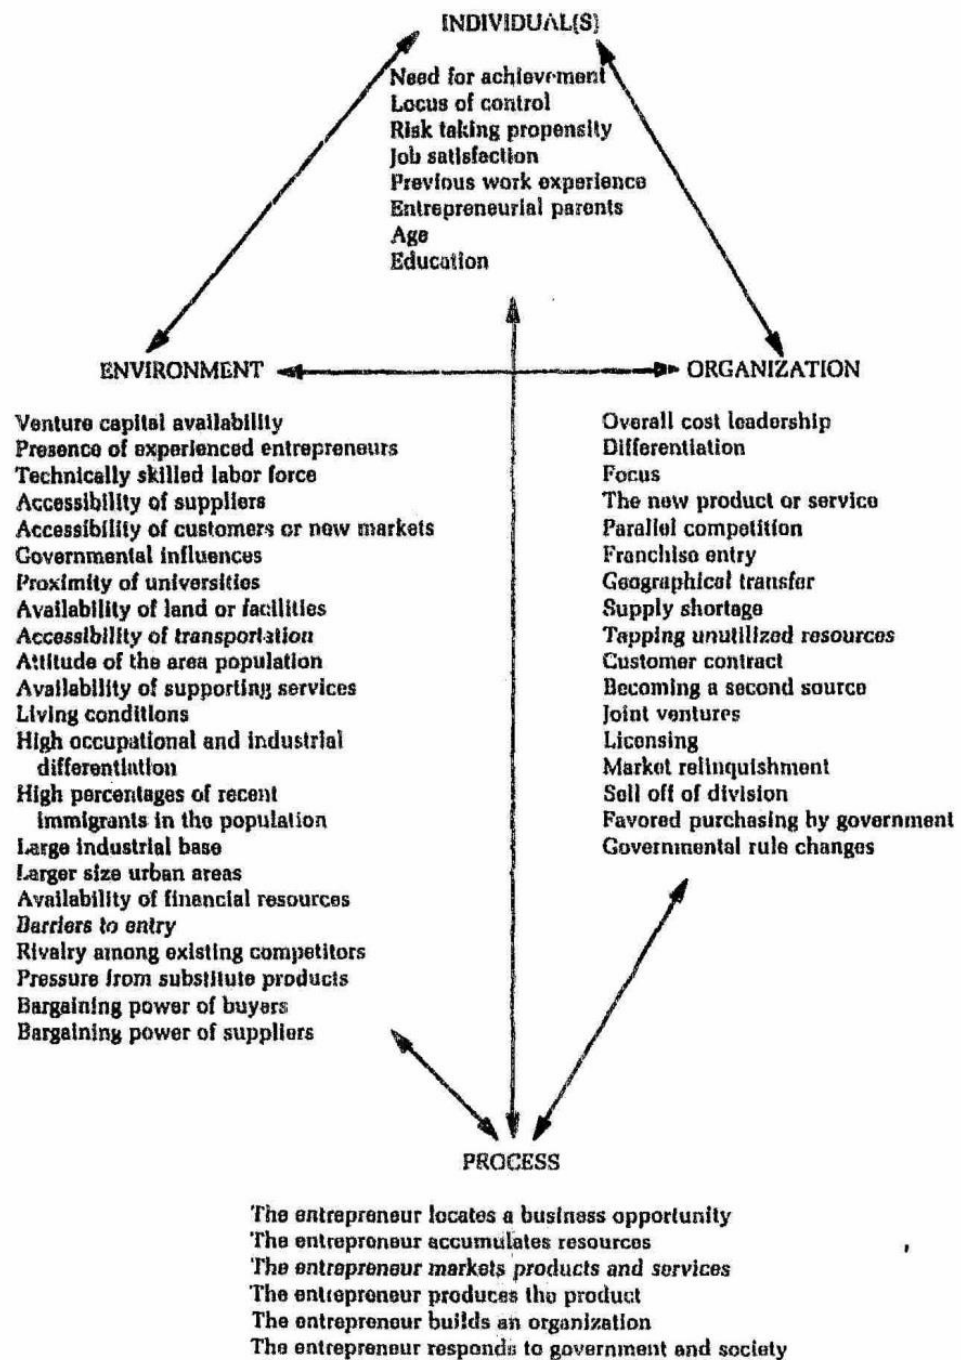 INDIVIDUAL(S)
Need for achievement
Locus of control
Risk taking propensity
Job satisfaction
Previous work experience
Entrepreneurial parents
Age
Education
ENVIRONMENT
Venture capital availability
Presence of experienced entrepreneurs
Technically skilled labor force
Accessibility of suppliers
Accessibility of customers or new markets
Governmental influences
Proximity of universities
Availability of land or facilities
Accessibility of transportation
Attitude of the area population
Availability of supporting services
Living conditions
High occupational and industrial
differentiation
High percentages of recent
immigrants in the population
Large industrial base
Larger size urban areas
Availability of financial resources
Barriers to entry
Rivalry among existing competitors
Pressure from substitute products
Bargaining power of buyers
Bargaining power of suppliers
ORGANIZATION
Overall cost leadership
Differentiation
Focus
The new product or service
Parallel competition
Franchise entry
Geographical transfer
Supply shortage
Tapping unutilized resources
Customer contract
Becoming a second source
Joint ventures
Licensing
Market relinquishment
Sell off of division
Favored purchasing by government
Governmental rule changes
PROCESS
The entrepreneur locates a business opportunity
The entrepreneur accumulates resources
The entrepreneur markets products and services
The entrepreneur produces the product
The entrepreneur builds an organization
The entrepreneur responds to government and society